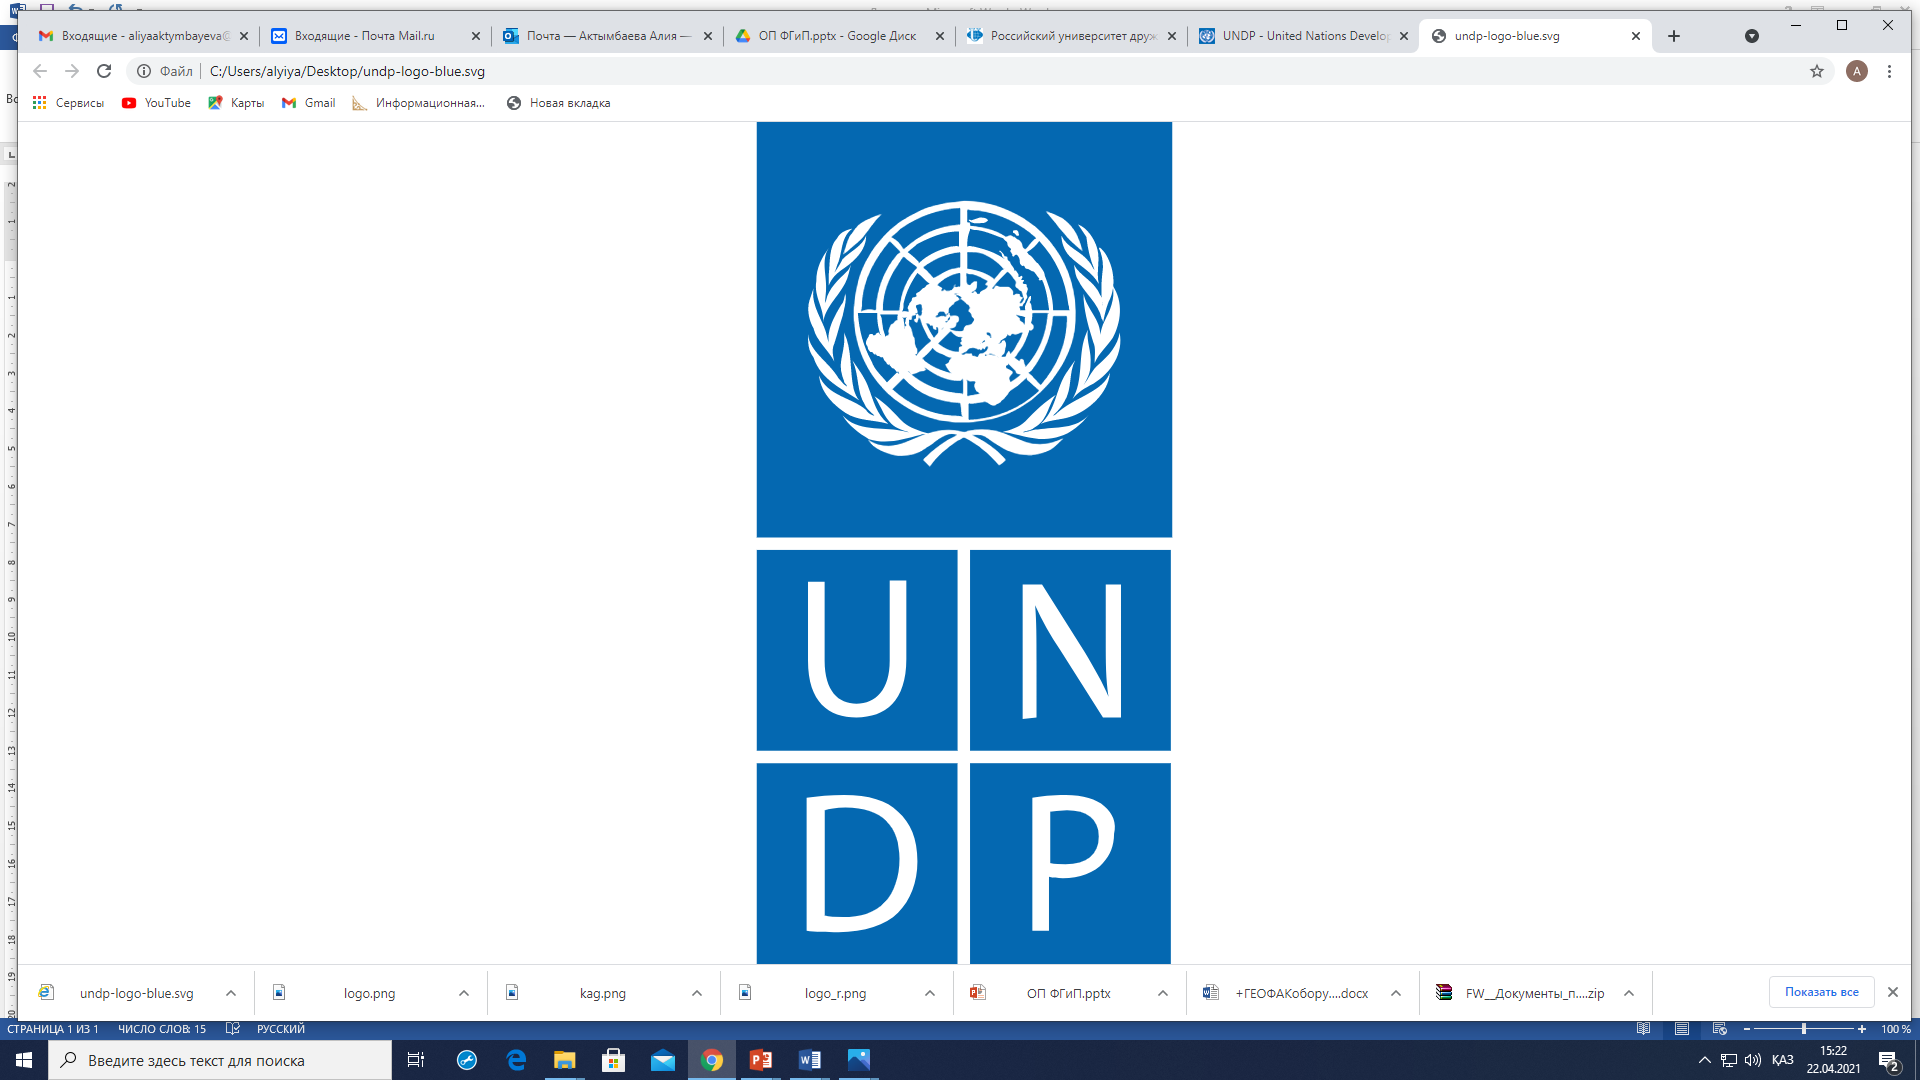 Входящие - aliyaaktymbayeva@
Входящие - Почта Mail.ru
Почта — Актымбаева Алия —
ОП ФГиП.pptx - Google Диск
Российский университет друж
UNDP - United Nations Develop
undp-logo-blue.svg
Файл
C:/Users/alyiya/Desktop/undp-logo-blue.svg
A
Сервисы
YouTube
Карты
Gmail
Информационная...
Новая вкладка
U N
D P
undp-logo-blue.svg
logo.png
kag.png
logo_r.png
ОП ФГиП.pptx
+ГЕОФАКобору....docx
FW__Документы_п....zip
Показать все
СТРАНИЦА 1 ИЗ 1
ЧИСЛО СЛОВ: 15
РУССКИЙ
100 %
Введите здесь текст для поиска
ҚАЗ
15:22
22.04.2021
2